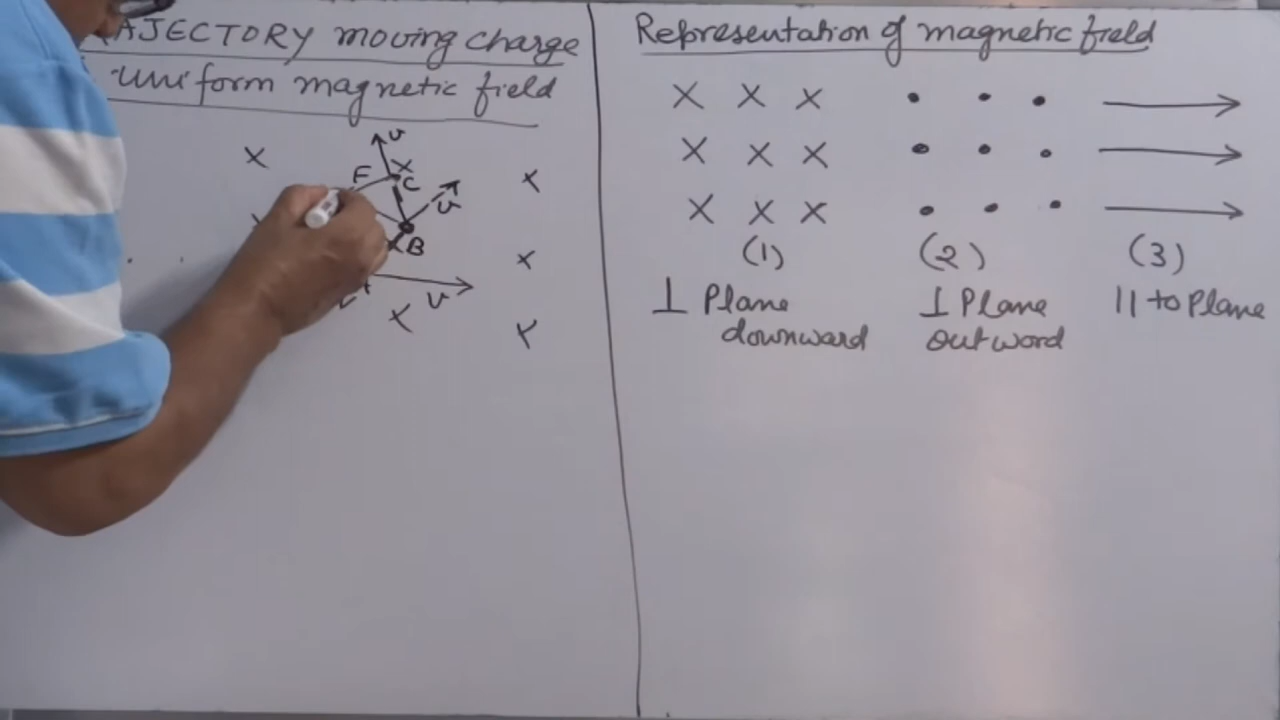 AJECTORY moving charge
uniform magnetic field
v
X X
F C X
v
B
X
v
X X
Representation of magnetic field
X X X
X X X
X X X
(1) (2) (3)
⊥ Plane ⊥ Plane || to Plane
downward outword